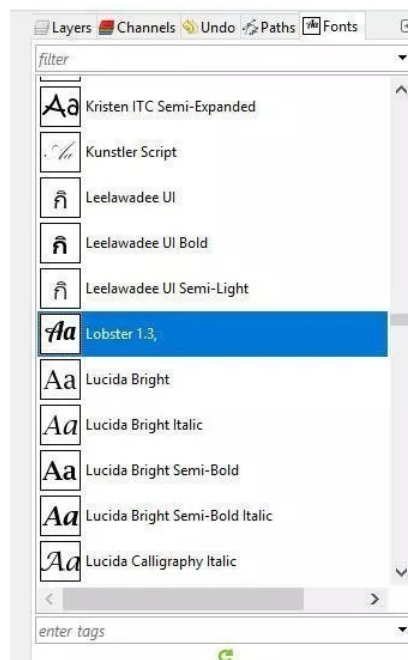 Layers Channels Undo Paths Aa Fonts
filter
Aa Kristen ITC Semi-Expanded
Aa Kunstler Script
กิ Leelawadee UI
กิ Leelawadee UI Bold
กิ Leelawadee UI Semi-Light
Aa Lobster 1.3,
Aa Lucida Bright
Aa Lucida Bright Italic
Aa Lucida Bright Semi-Bold
Aa Lucida Bright Semi-Bold Italic
Aa Lucida Calligraphy Italic
enter tags